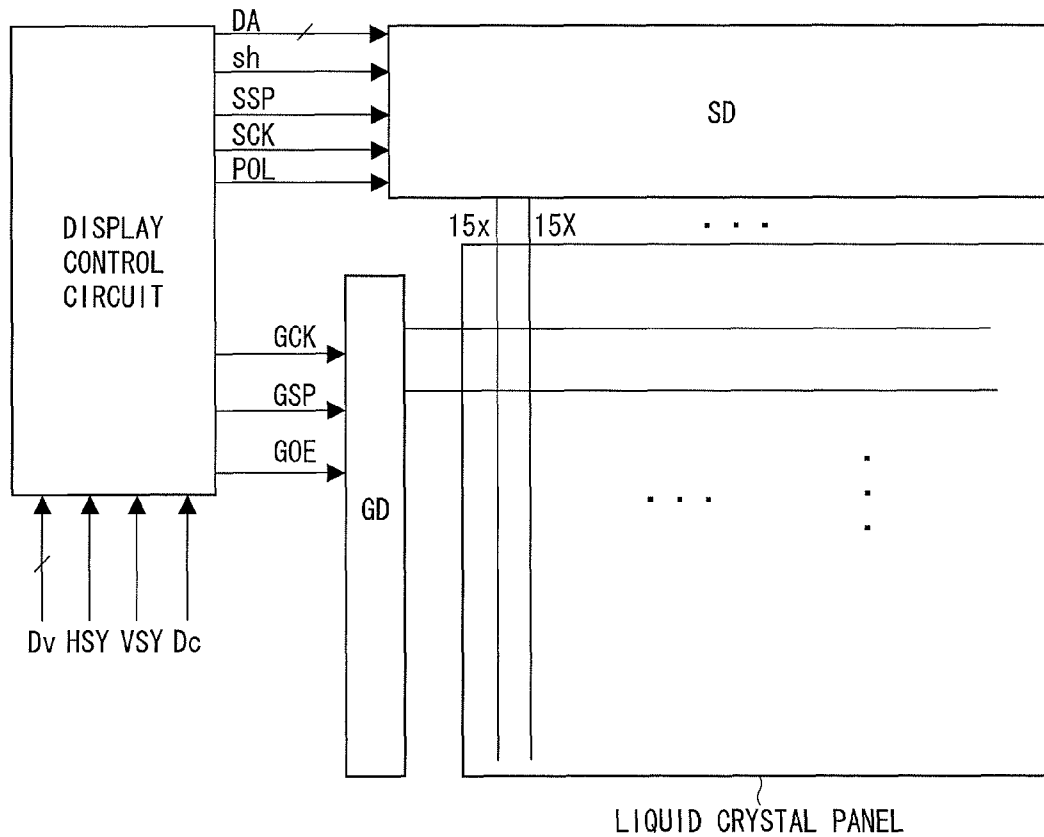 DA
sh
SSP
SCK
POL
SD
15x 15X
DISPLAY
CONTROL
CIRCUIT
GCK
GSP
GOE
GD
Dv HSY VSY Dc
LIQUID CRYSTAL PANEL